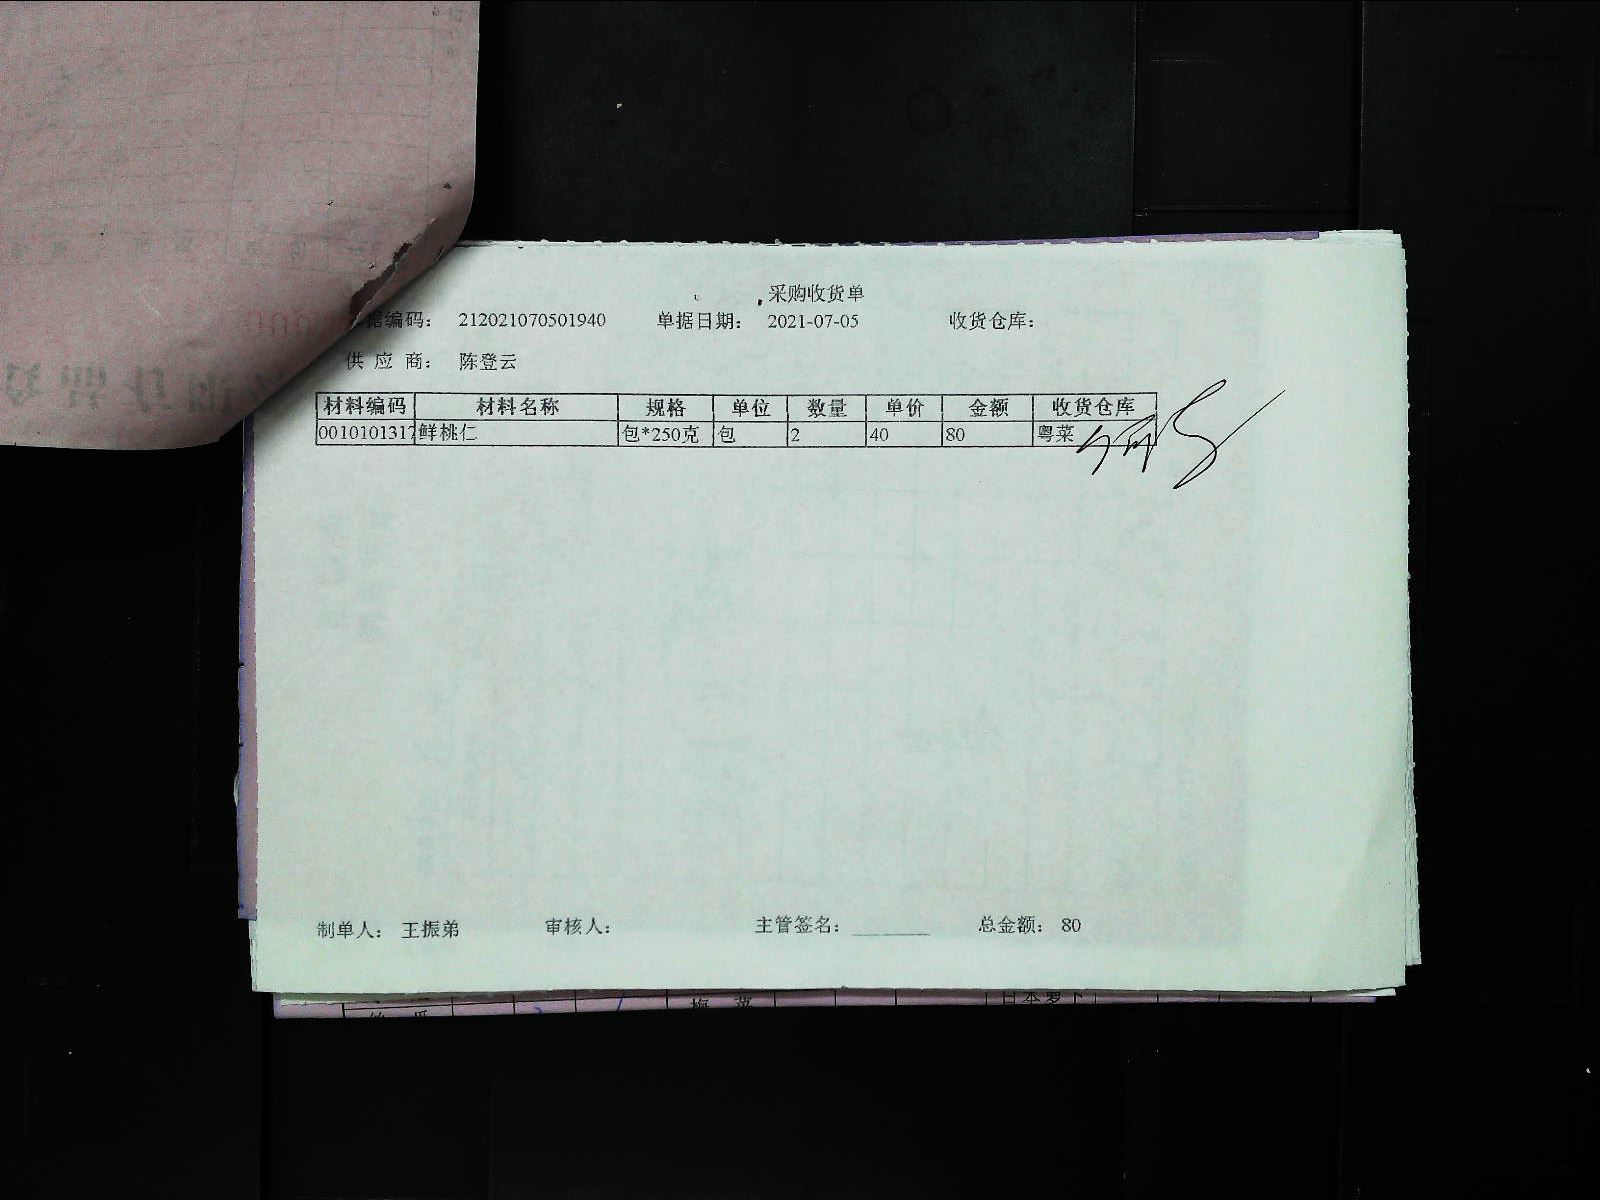 采购收货单
据编码： 212021070501940 单据日期： 2021-07-05 收货仓库：
供应商： 陈登云
材料编码 材料名称 规格 单位 数量 单价 金额 收货仓库
0010101317 鲜桃仁 包*250克 包 2 40 80 粤菜
制单人： 王振弟 审核人： 主管签名： 总金额： 80